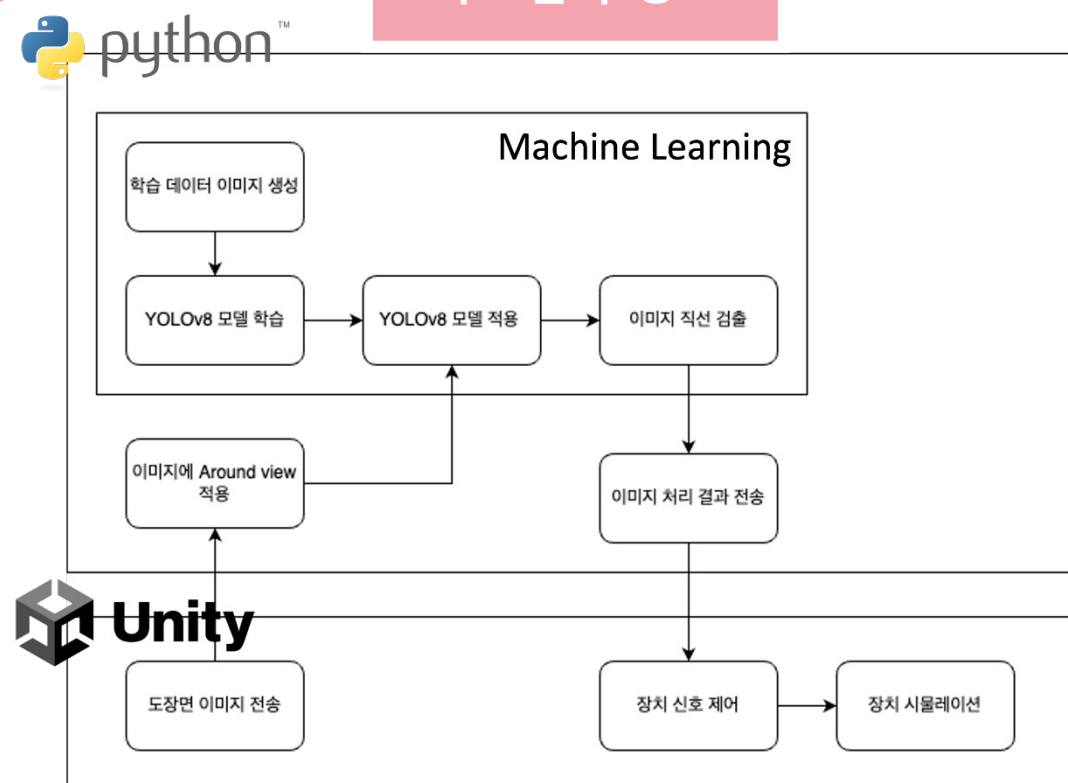 python™
Machine Learning
학습 데이터 이미지 생성
YOLOv8 모델 학습
YOLOv8 모델 적용
이미지 직선 검출
이미지에 Around view
적용
이미지 처리 결과 전송
Unity
도장면 이미지 전송
장치 신호 제어
장치 시물레이션